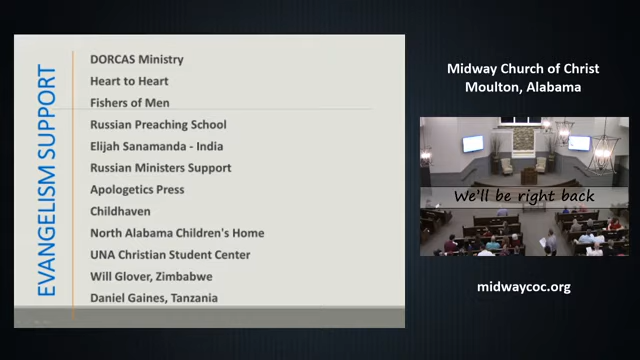 EVANGELISM SUPPORT
DORCAS Ministry
Heart to Heart
Fishers of Men
Russian Preaching School
Elijah Sanamanda - India
Russian Ministers Support
Apologetics Press
Childhaven
North Alabama Children's Home
UNA Christian Student Center
Will Glover, Zimbabwe
Daniel Gaines, Tanzania
Midway Church of Christ
Moulton, Alabama
We'll be right back
midwaycoc.org